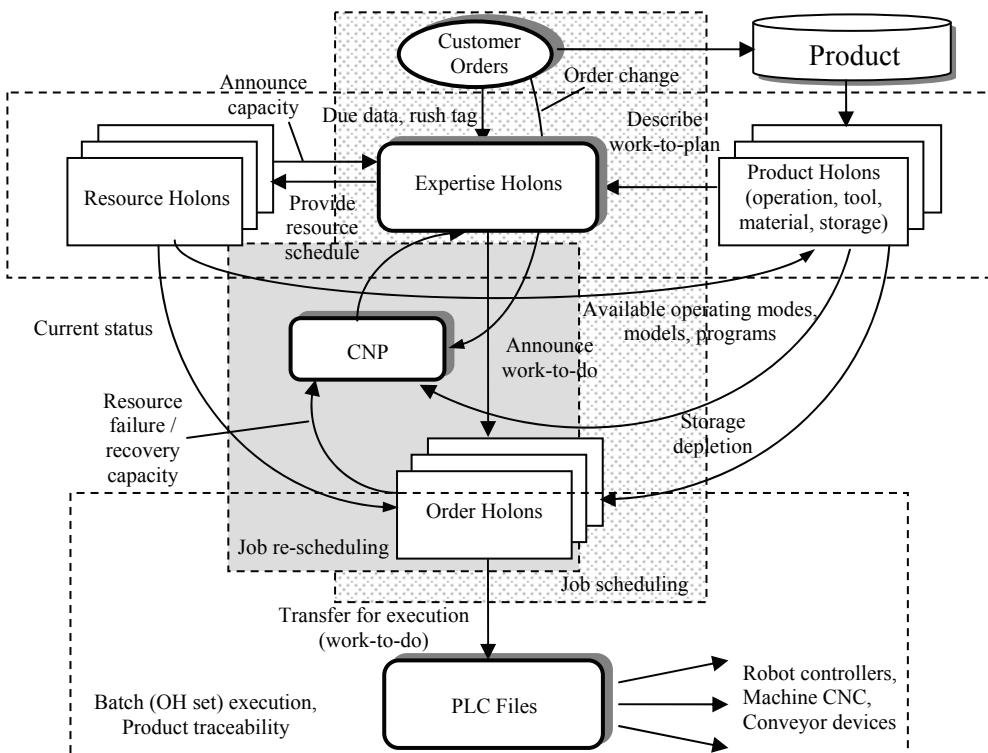 Customer
Orders
Product
Announce
capacity
Order change
Due data, rush tag
Describe
work-to-plan
Resource Holons
Expertise Holons
Product Holons
(operation, tool,
material, storage)
Provide
resource
schedule
Current status
Available operating modes,
models, programs
CNP
Announce
work-to-do
Resource
failure /
recovery
capacity
Storage
depletion
Order Holons
Job re-scheduling
Job scheduling
Transfer for execution
(work-to-do)
Batch (OH set) execution,
Product traceability
PLC Files
Robot controllers,
Machine CNC,
Conveyor devices